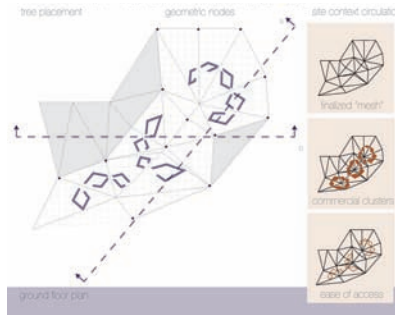 tree placement
geometric nodes
site context circulation
finalized "mesh"
commercial clusters
ground floor plan
ease of access